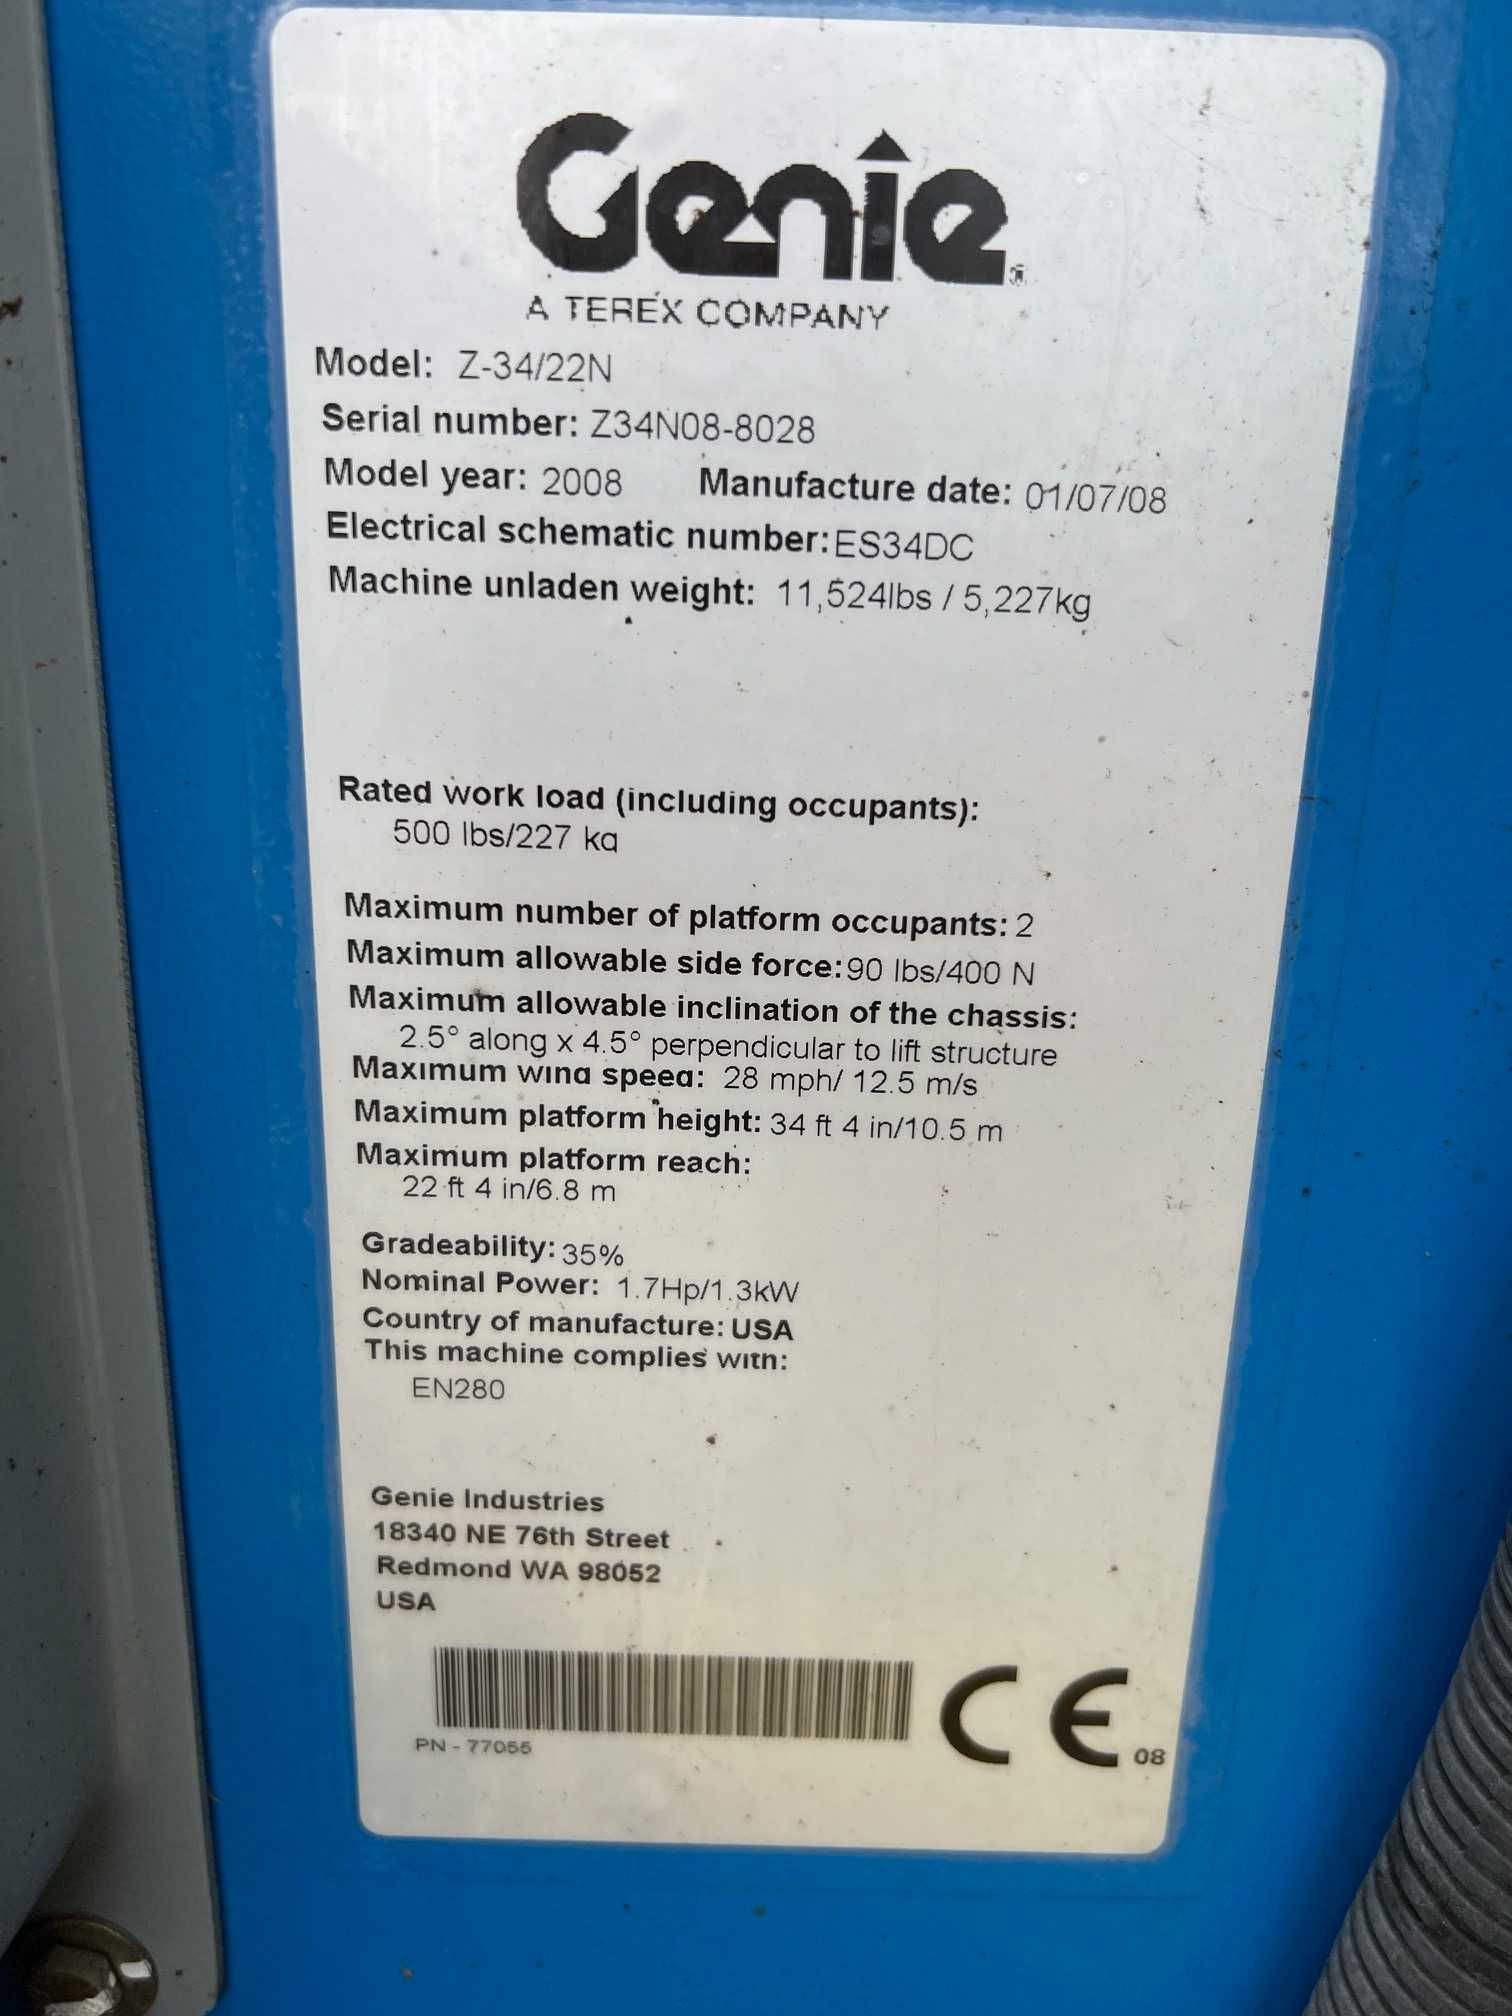 Genie
A TEREX COMPANY
Model: Z-34/22N
Serial number: Z34N08-8028
Model year: 2008 Manufacture date: 01/07/08
Electrical schematic number: ES34DC
Machine unladen weight: 11,524lbs / 5,227kg
Rated work load (including occupants):
500 lbs/227 kg
Maximum number of platform occupants: 2
Maximum allowable side force: 90 lbs/400 N
Maximum allowable inclination of the chassis:
2.5° along x 4.5° perpendicular to lift structure
Maximum wind speed: 28 mph/ 12.5 m/s
Maximum platform height: 34 ft 4 in/10.5 m
Maximum platform reach:
22 ft 4 in/6.8 m
Gradeability: 35%
Nominal Power: 1.7Hp/1.3kW
Country of manufacture: USA
This machine complies with:
EN280
Genie Industries
18340 NE 76th Street
Redmond WA 98052
USA
PN - 77055
CE 08